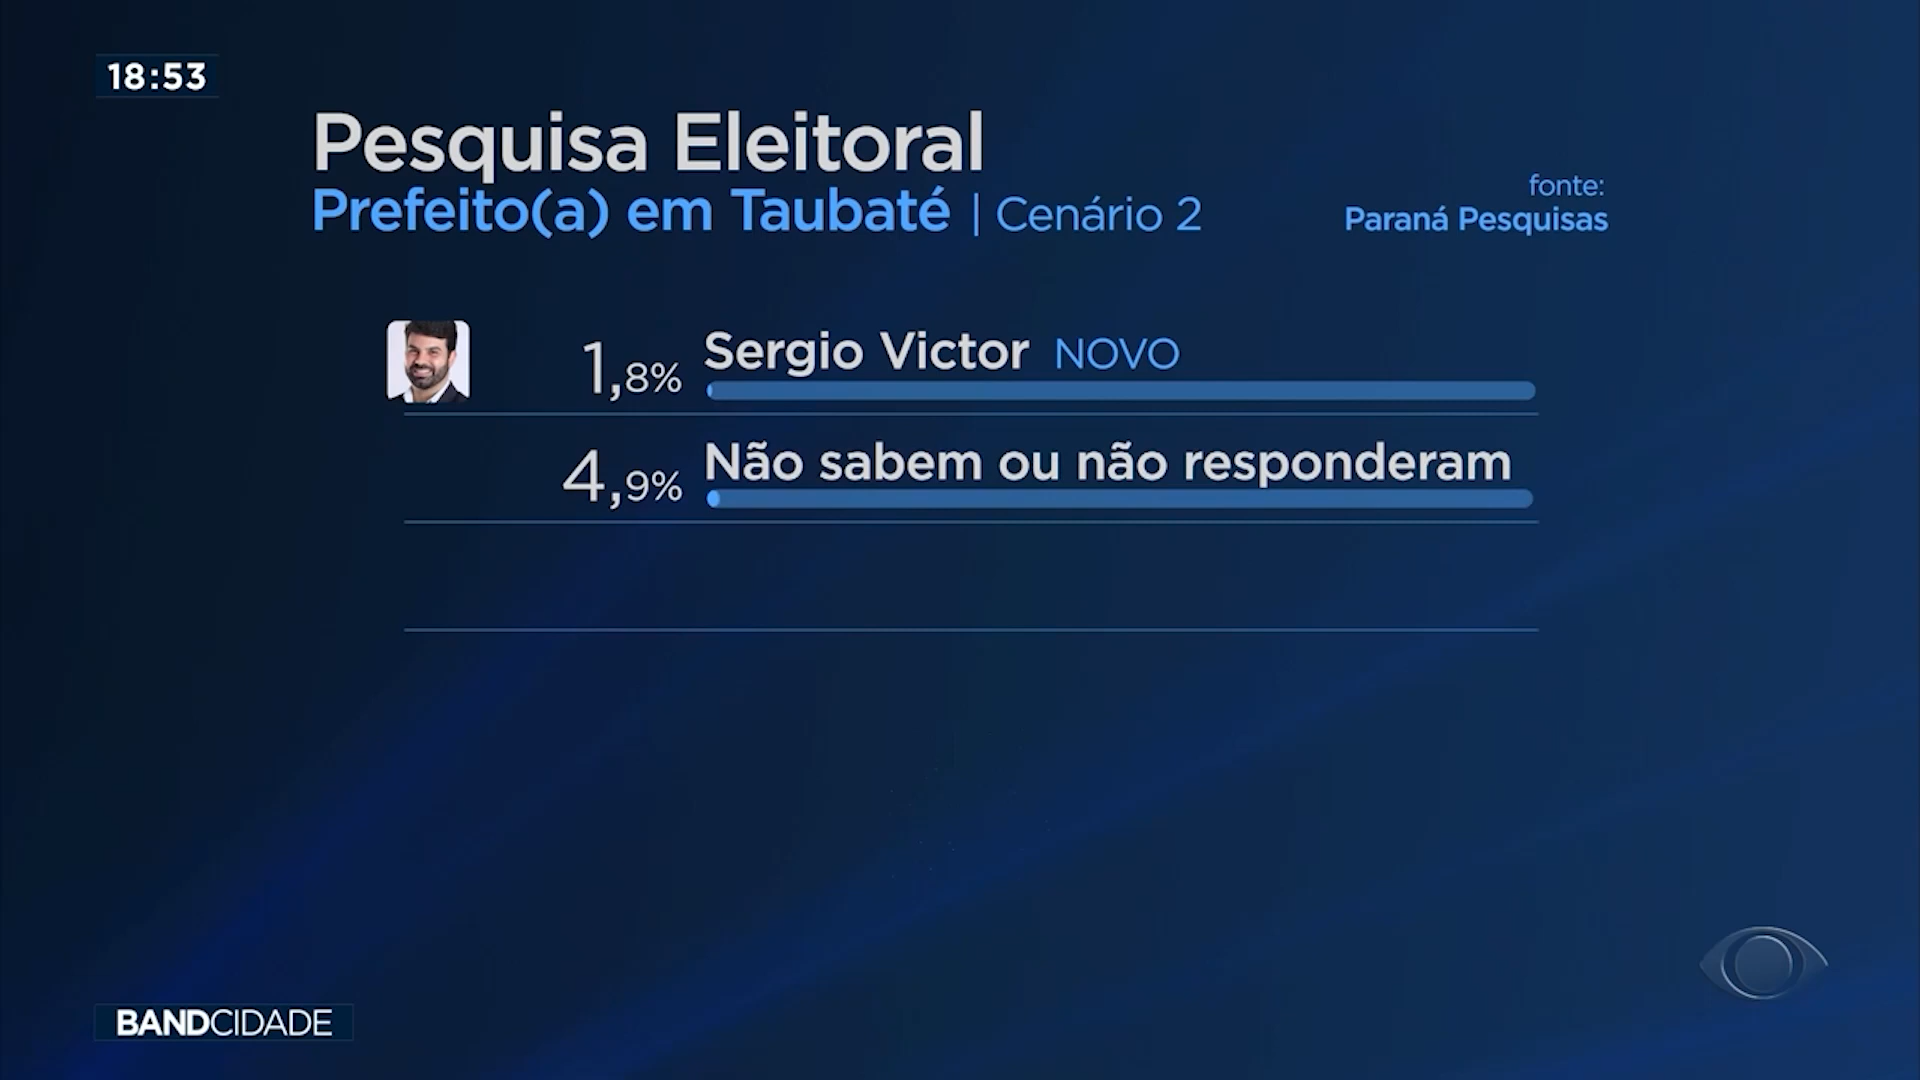 18:53
Pesquisa Eleitoral
Prefeito(a) em Taubaté | Cenário 2
fonte:
Paraná Pesquisas
1,8% Sergio Victor NOVO
4,9% Não sabem ou não responderam
BANDCIDADE